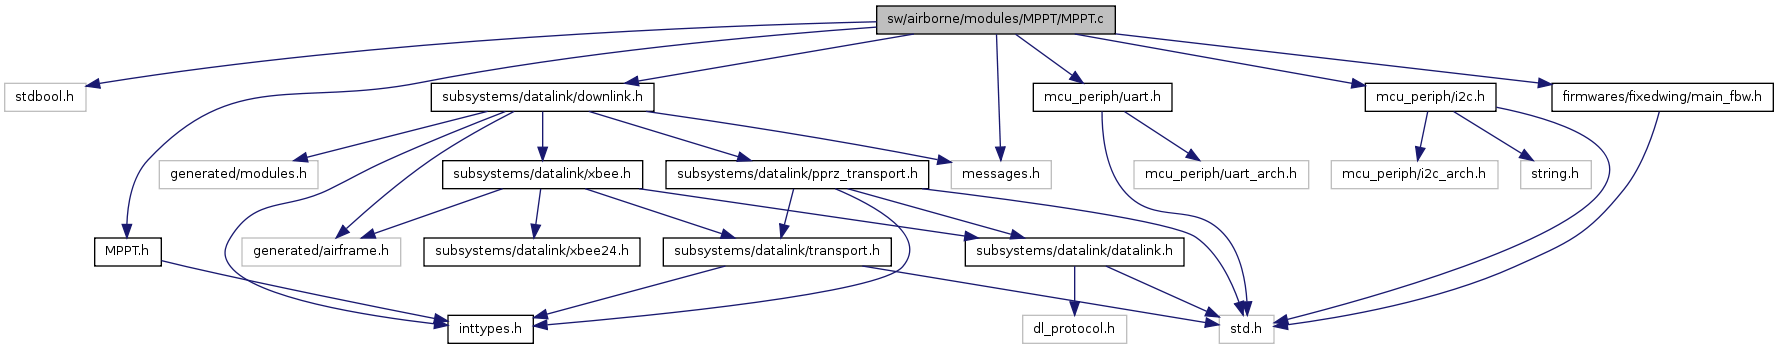 sw/airborne/modules/MPPT/MPPT.c
stdbool.h
subsystems/datalink/downlink.h
mcu_periph/uart.h
mcu_periph/i2c.h
firmwares/fixedwing/main_fbw.h
generated/modules.h
subsystems/datalink/xbee.h
subsystems/datalink/pprz_transport.h
messages.h
mcu_periph/uart_arch.h
mcu_periph/i2c_arch.h
string.h
MPPT.h
generated/airframe.h
subsystems/datalink/xbee24.h
subsystems/datalink/transport.h
subsystems/datalink/datalink.h
inttypes.h
dl_protocol.h
std.h